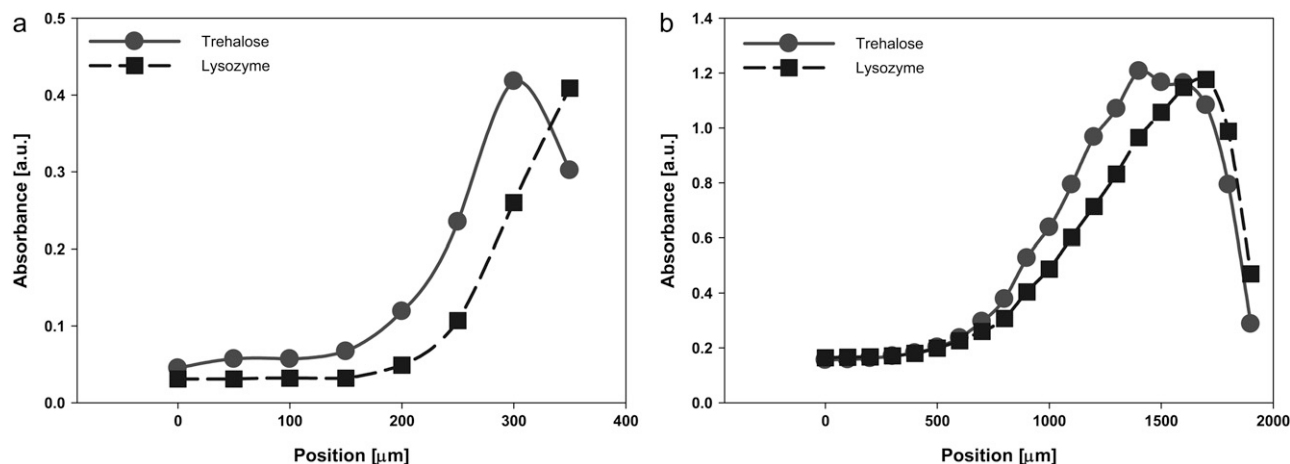 a
Trehalose
Lysozyme
Absorbance [a.u.]
0.5
0.4
0.3
0.2
0.1
0.0
0 100 200 300 400
Position [µm]
b
Trehalose
Lysozyme
Absorbance [a.u.]
1.4
1.2
1.0
0.8
0.6
0.4
0.2
0.0
0 500 1000 1500 2000
Position [µm]